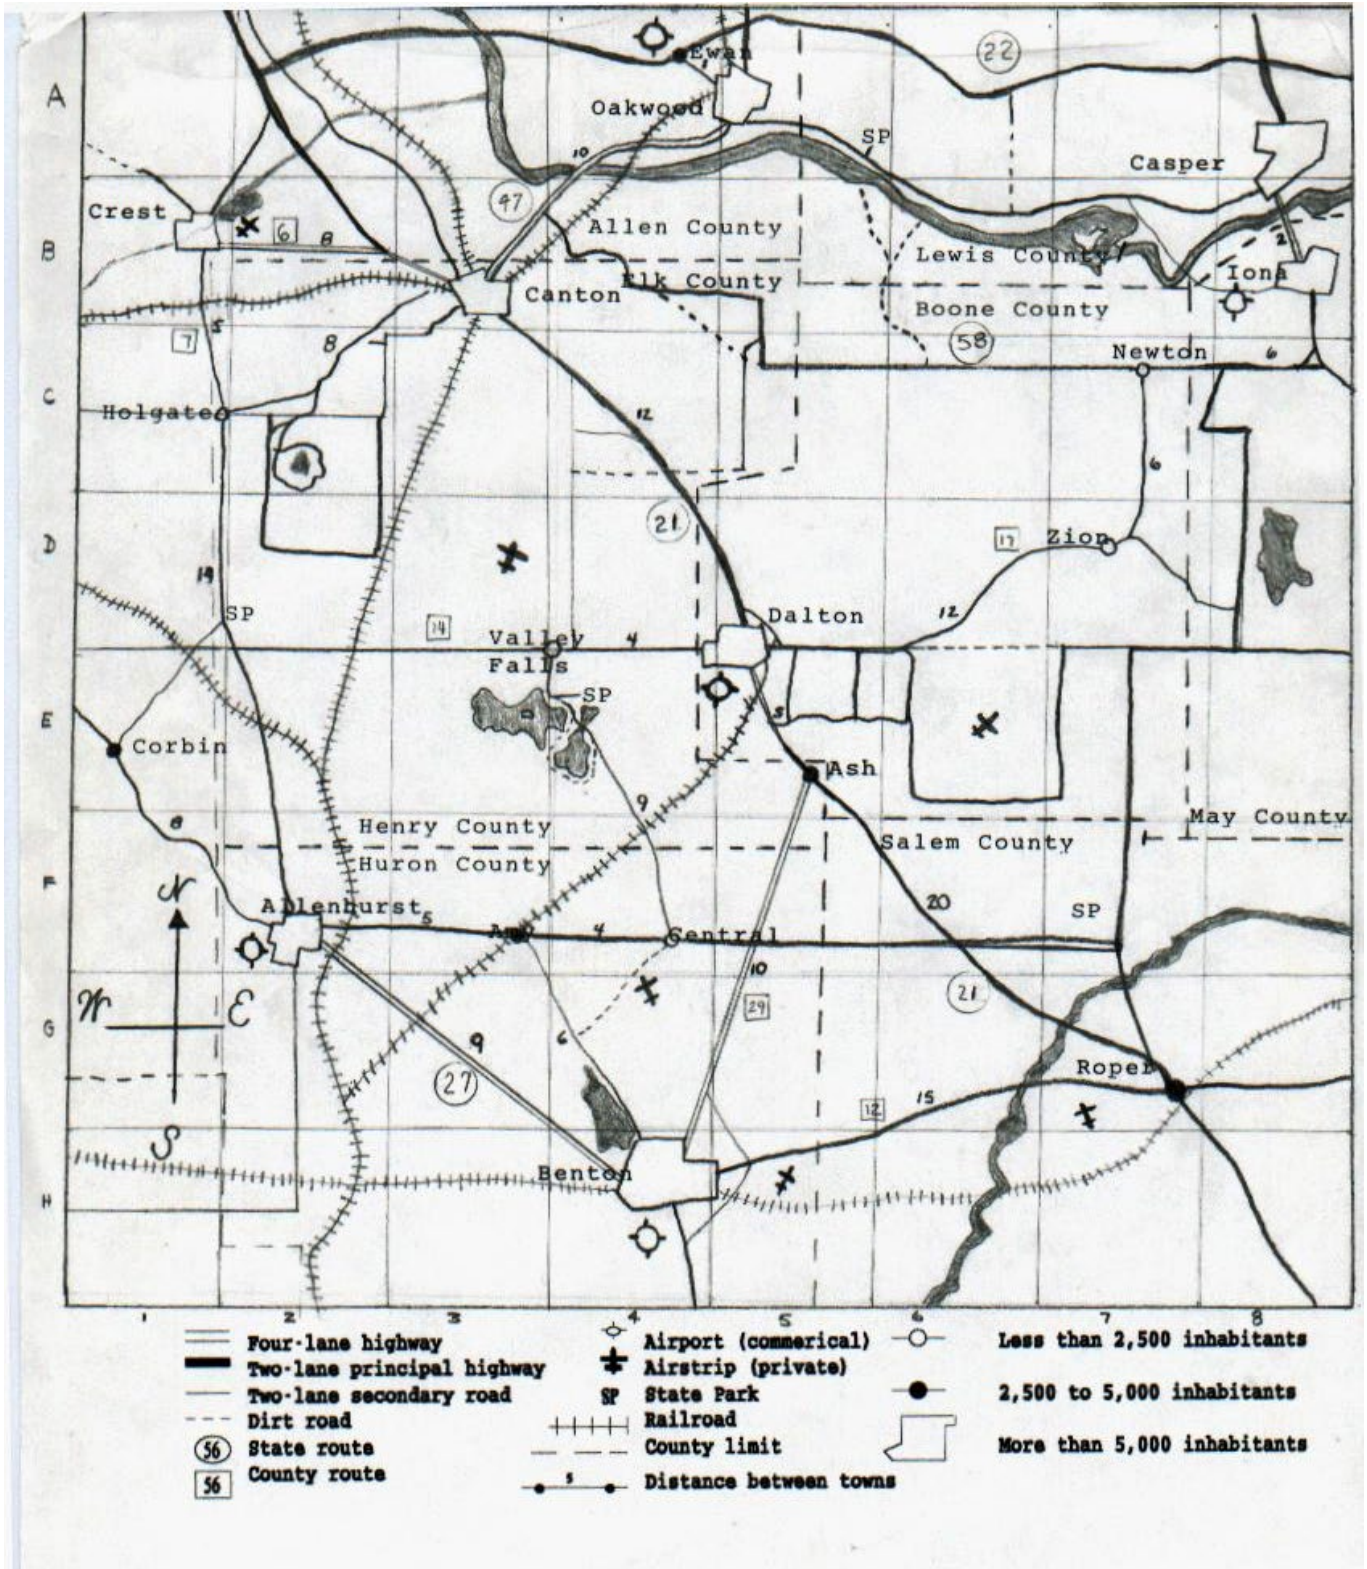 22
Ewan
1
A
Oakwood
SP
10
Casper
47
Crest
6
8
Allen County
B
Lewis County
2
Elk County
Iona
Canton
Boone County
5
7
8
58
Newton
6
C
Holgate
12
6
21
D
17
Zion
14
SP
12
Dalton
14
Valley
Falls
4
SP
E
5
Corbin
Ash
9
8
Henry County
May County
Huron County
Salem County
F
N
Allenhurst
5
20
SP
4
Central
10
W
E
29
21
G
6
9
27
Roper
12
15
S
Benton
H
1 2 3 4 5 6 7 8
Four-lane highway
Two-lane principal highway
Two-lane secondary road
Dirt road
56 State route
56 County route
Airport (commerical)
Airstrip (private)
SP State Park
Railroad
County limit
5 Distance between towns
Less than 2,500 inhabitants
2,500 to 5,000 inhabitants
More than 5,000 inhabitants